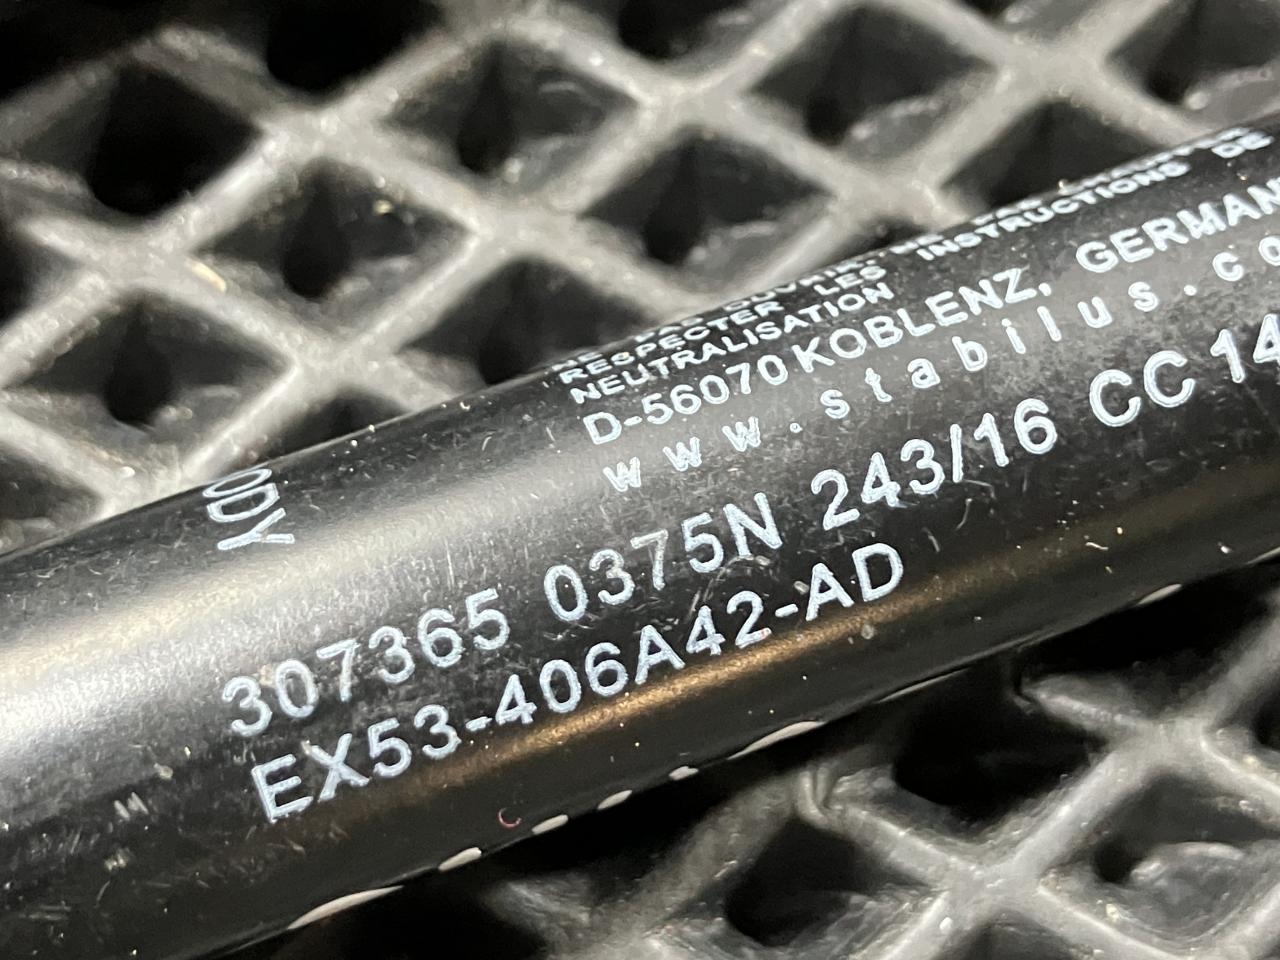 RESPECTER LES INSTRUCTIONS DE
NEUTRALISATION
D-56070 KOBLENZ, GERMAN
www.stabilus.co
307365 0375N 243/16 CC 14
EX53-406A42-AD
ODY